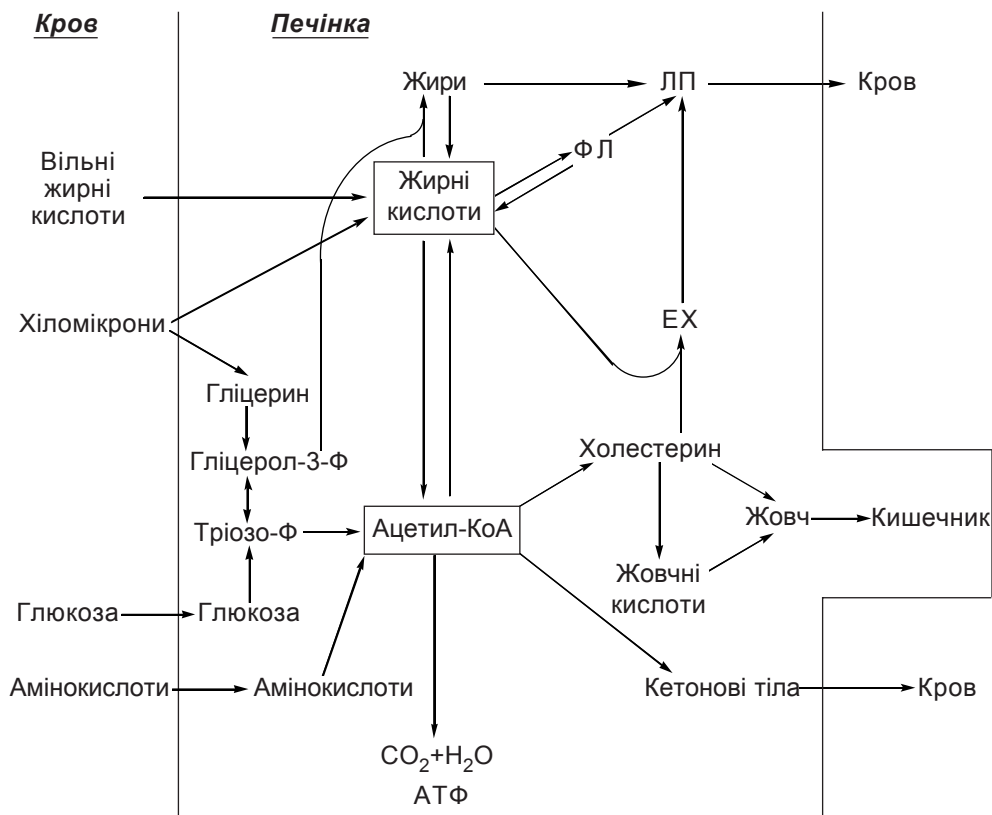 Кров
Печінка
Жири
ЛП
Кров
ФЛ
Вільні
жирні
кислоти
Жирні
кислоти
Хіломікрони
ЕХ
Гліцерин
Гліцерол-3-Ф
Холестерин
Тріозо-Ф
Ацетил-КоА
Жовч
Кишечник
Жовчні
кислоти
Глюкоза
Глюкоза
Амінокислоти
Амінокислоти
Кетонові тіла
Кров
CO₂+H₂O
АТФ